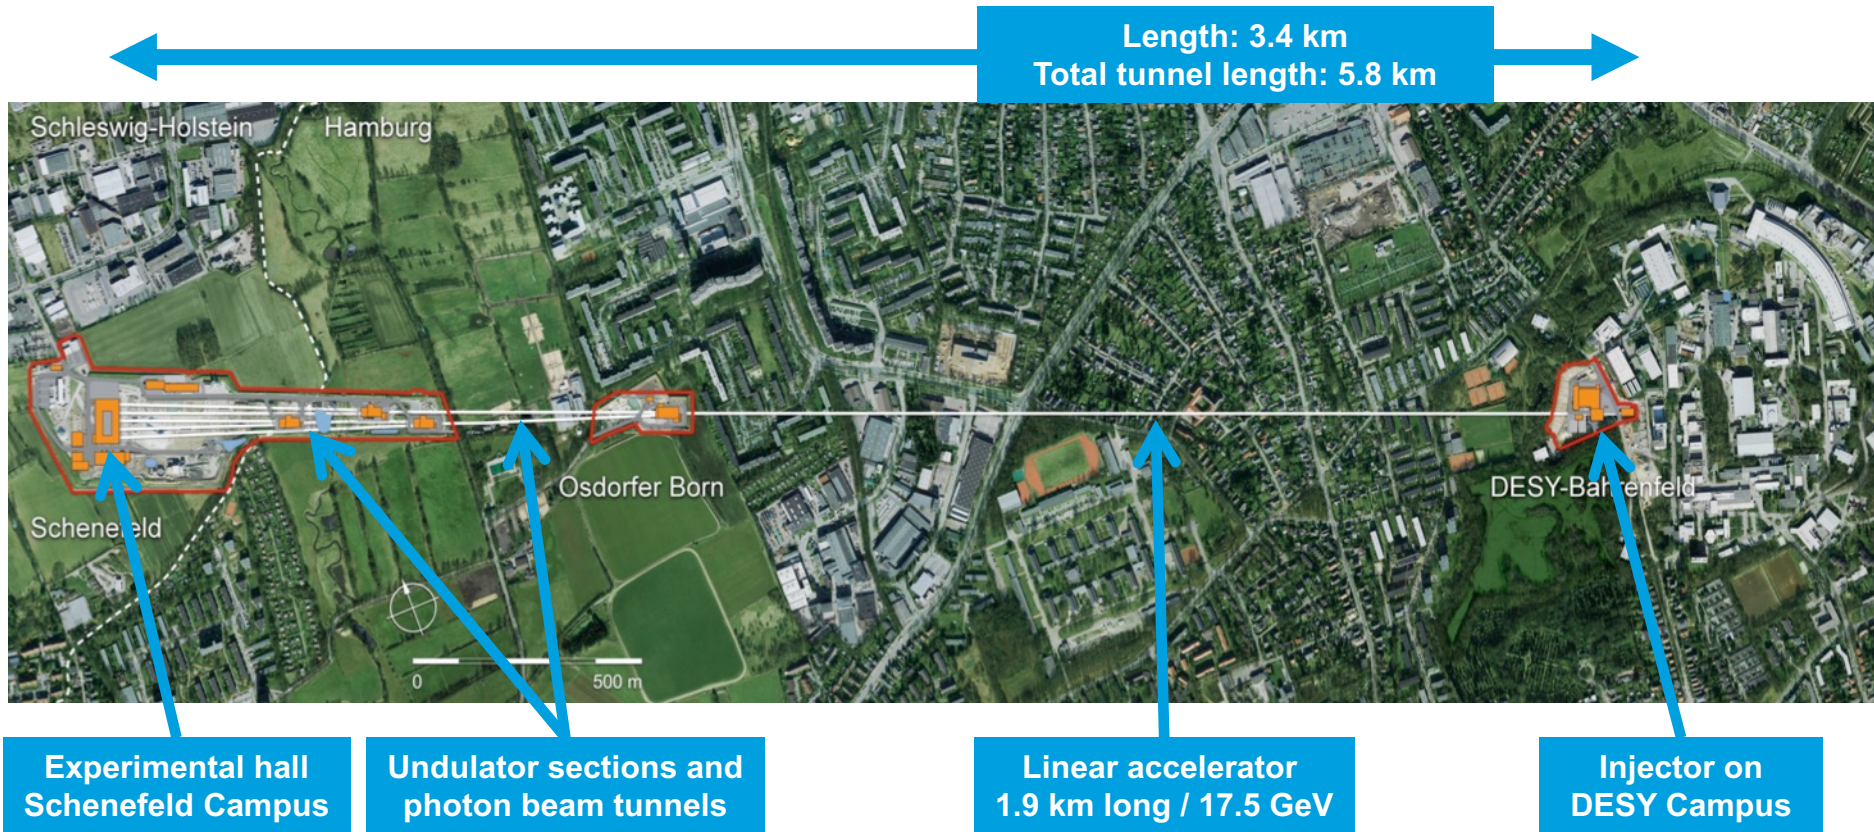 Length: 3.4 km
Total tunnel length: 5.8 km
Schleswig-Holstein
Hamburg
Osdorfer Born
DESY-Bahrenfeld
Schenefeld
0
500 m
Experimental hall
Schenefeld Campus
Undulator sections and
photon beam tunnels
Linear accelerator
1.9 km long / 17.5 GeV
Injector on
DESY Campus